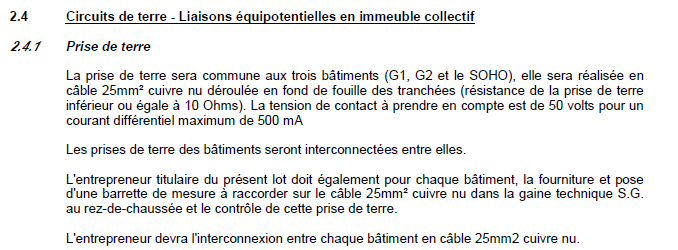 2.4 Circuits de terre - Liaisons équipotentielles en immeuble collectif
2.4.1 Prise de terre
La prise de terre sera commune aux trois bâtiments (G1, G2 et le SOHO), elle sera réalisée en
câble 25mm² cuivre nu déroulée en fond de fouille des tranchées (résistance de la prise de terre
inférieur ou égale à 10 Ohms). La tension de contact à prendre en compte est de 50 volts pour un
courant différentiel maximum de 500 mA
Les prises de terre des bâtiments seront interconnectées entre elles.
L'entrepreneur titulaire du présent lot doit également pour chaque bâtiment, la fourniture et pose
d'une barrette de mesure à raccorder sur le câble 25mm² cuivre nu dans la gaine technique S.G.
au rez-de-chaussée et le contrôle de cette prise de terre.
L'entrepreneur devra l'interconnexion entre chaque bâtiment en câble 25mm2 cuivre nu.